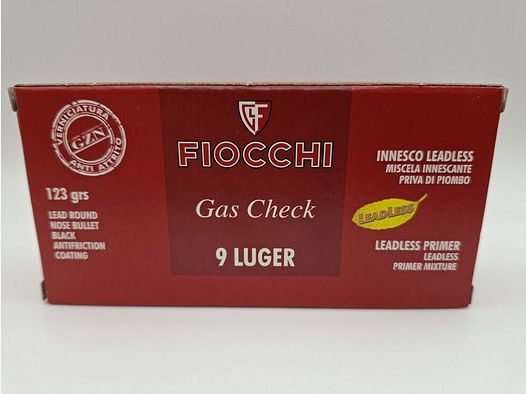 VERNICIATURA
GZN
ANTI ATTRITO
123 grs
LEAD ROUND
NOSE BULLET
BLACK
ANTIFRICTION
COATING
GF
FIOCCHI
Gas Check
9 LUGER
INNESCO LEADLESS
MISCELA INNESCANTE
PRIVA DI PIOMBO
LEADLESS
LEADLESS PRIMER
LEADLESS
PRIMER MIXTURE